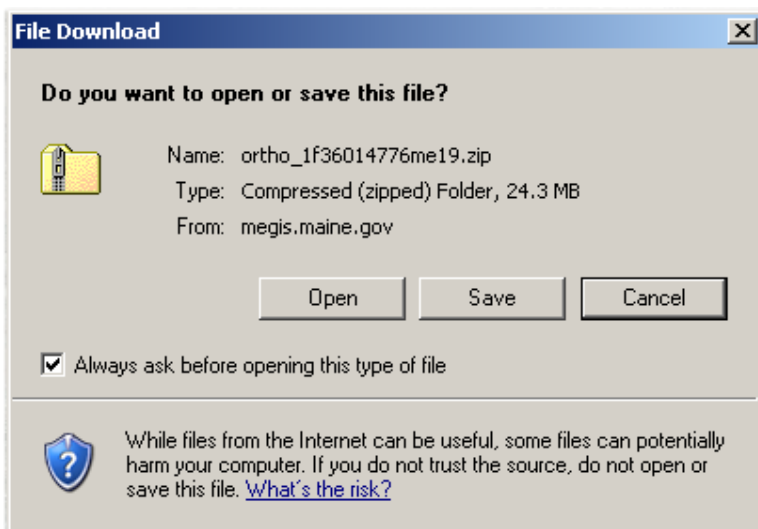 File Download
Do you want to open or save this file?
Name: ortho_1f36014776me19.zip
Type: Compressed (zipped) Folder, 24.3 MB
From: megis.maine.gov
Open Save Cancel
Always ask before opening this type of file
While files from the Internet can be useful, some files can potentially
harm your computer. If you do not trust the source, do not open or
save this file. What's the risk?